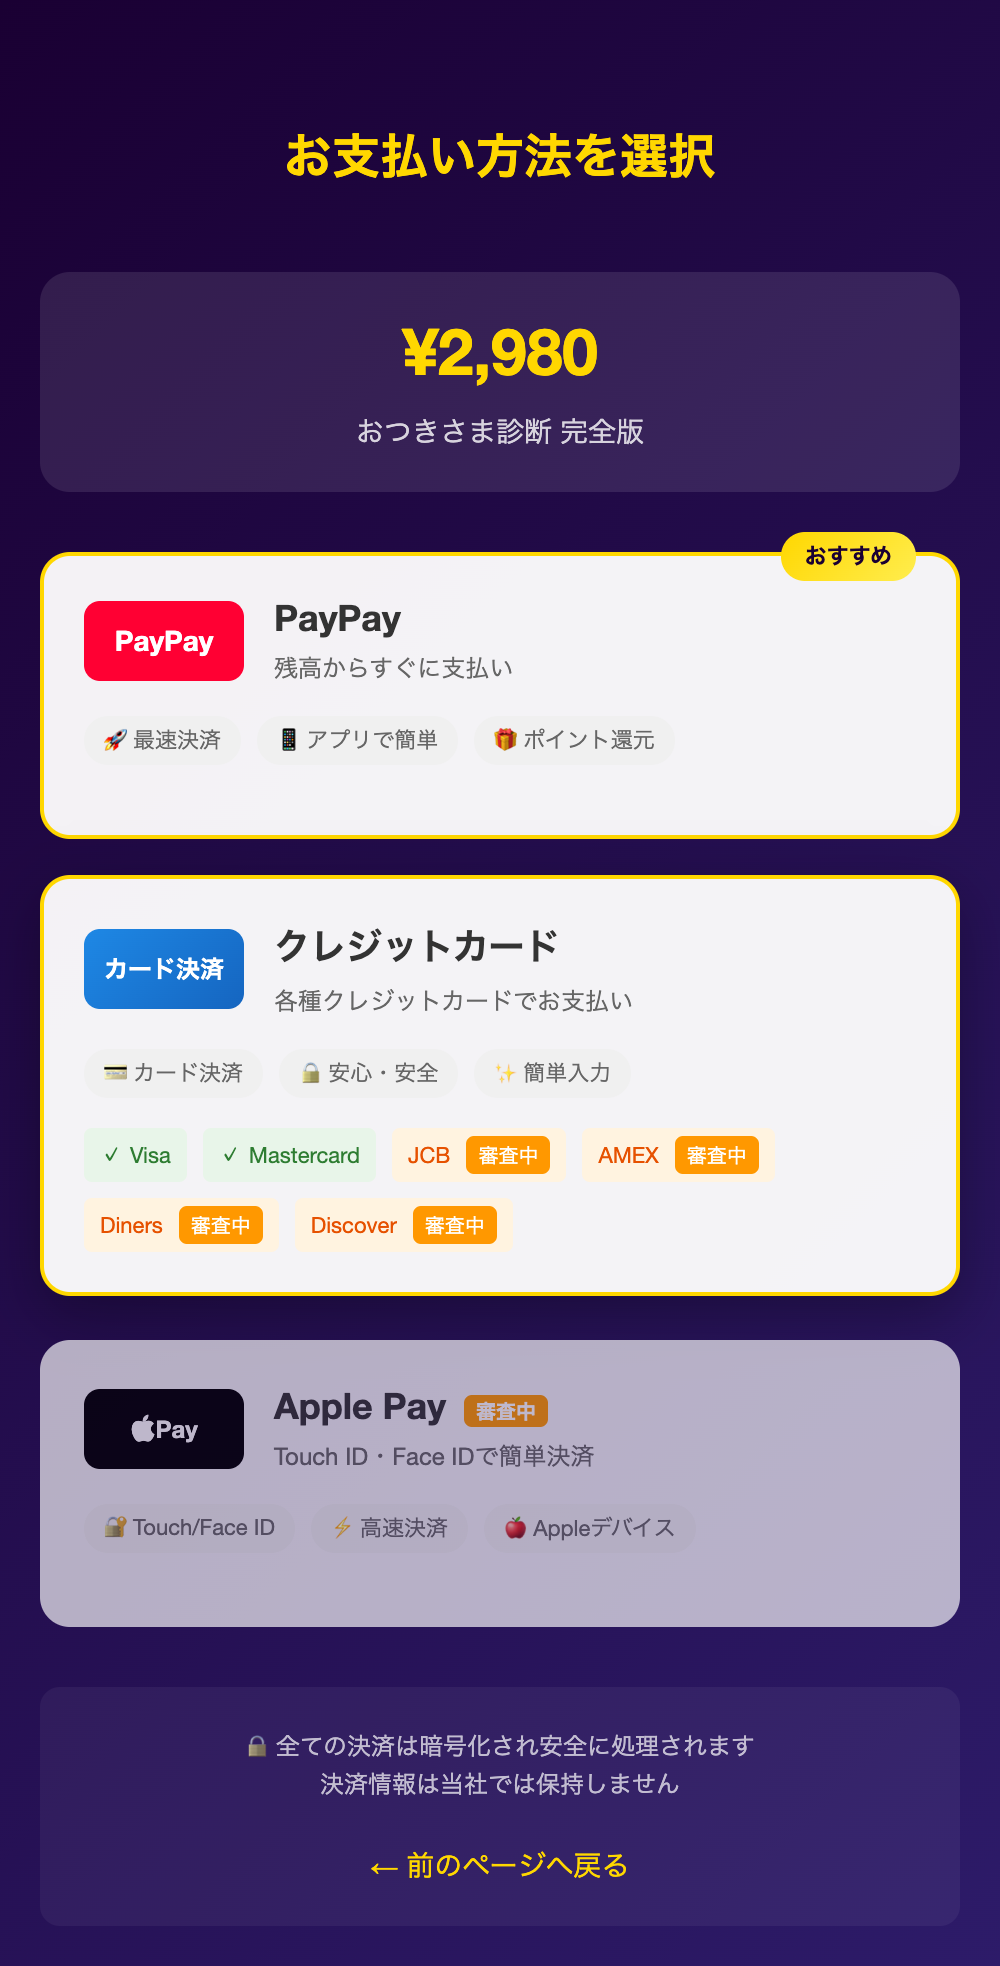 お支払い方法を選択
¥2,980
おつきさま診断 完全版
おすすめ
PayPay
PayPay
残高からすぐに支払い
🚀 最速決済 📱 アプリで簡単 🎁 ポイント還元
カード決済
クレジットカード
各種クレジットカードでお支払い
💳 カード決済 🔒 安心・安全 ✨ 簡単入力
✓ Visa ✓ Mastercard JCB 審査中 AMEX 審査中
Diners 審査中 Discover 審査中
Pay
Apple Pay 審査中
Touch ID・Face IDで簡単決済
🔐 Touch/Face ID ⚡ 高速決済 🍎 Appleデバイス
🔒 全ての決済は暗号化され安全に処理されます
決済情報は当社では保持しません
← 前のページへ戻る